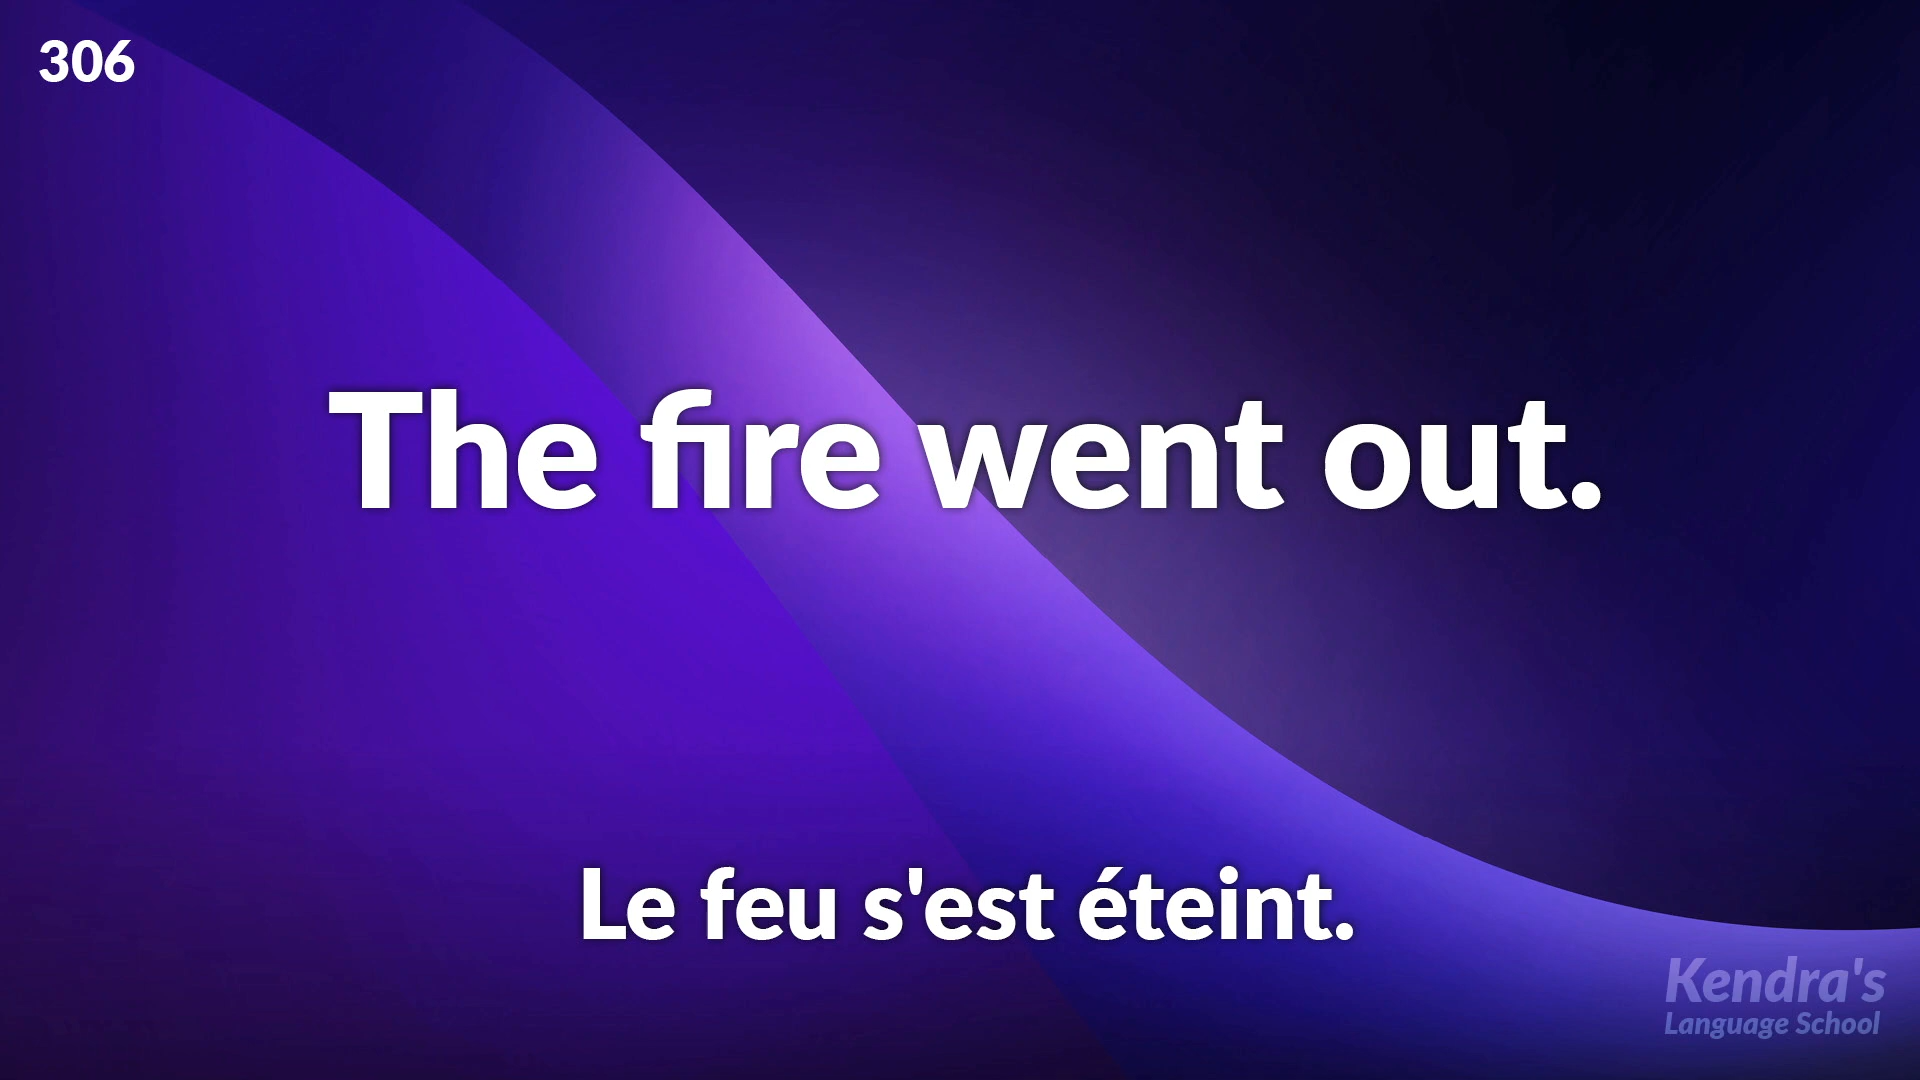 306
The fire went out.
Le feu s'est éteint.
Kendra's
Language School